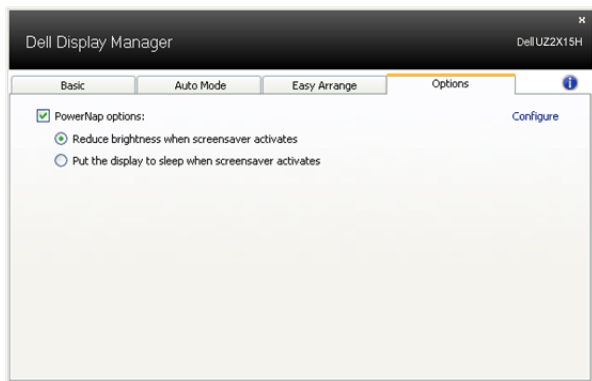 Dell Display Manager
Dell UZ2X15H
Basic
Auto Mode
Easy Arrange
Options
PowerNap options:
Configure
Reduce brightness when screensaver activates
Put the display to sleep when screensaver activates